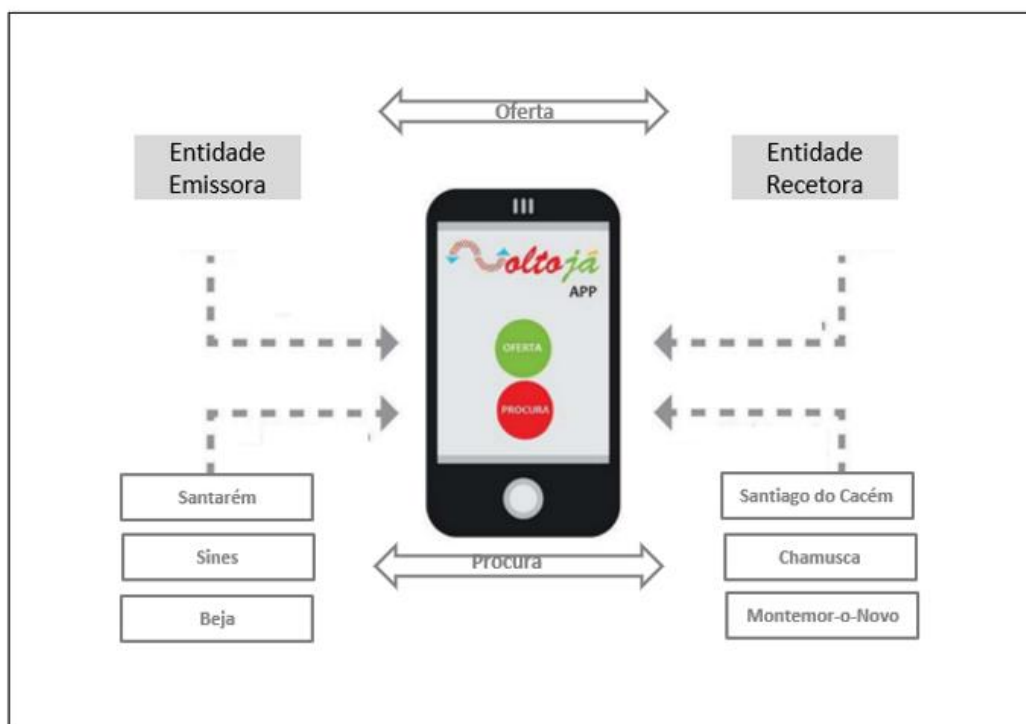 Oferta
Entidade
Emissora
Entidade
Recetora
Voltojá
APP
OFERTA
PROCURA
Santarém
Sines
Beja
Procura
Santiago do Cacém
Chamusca
Montemor-o-Novo